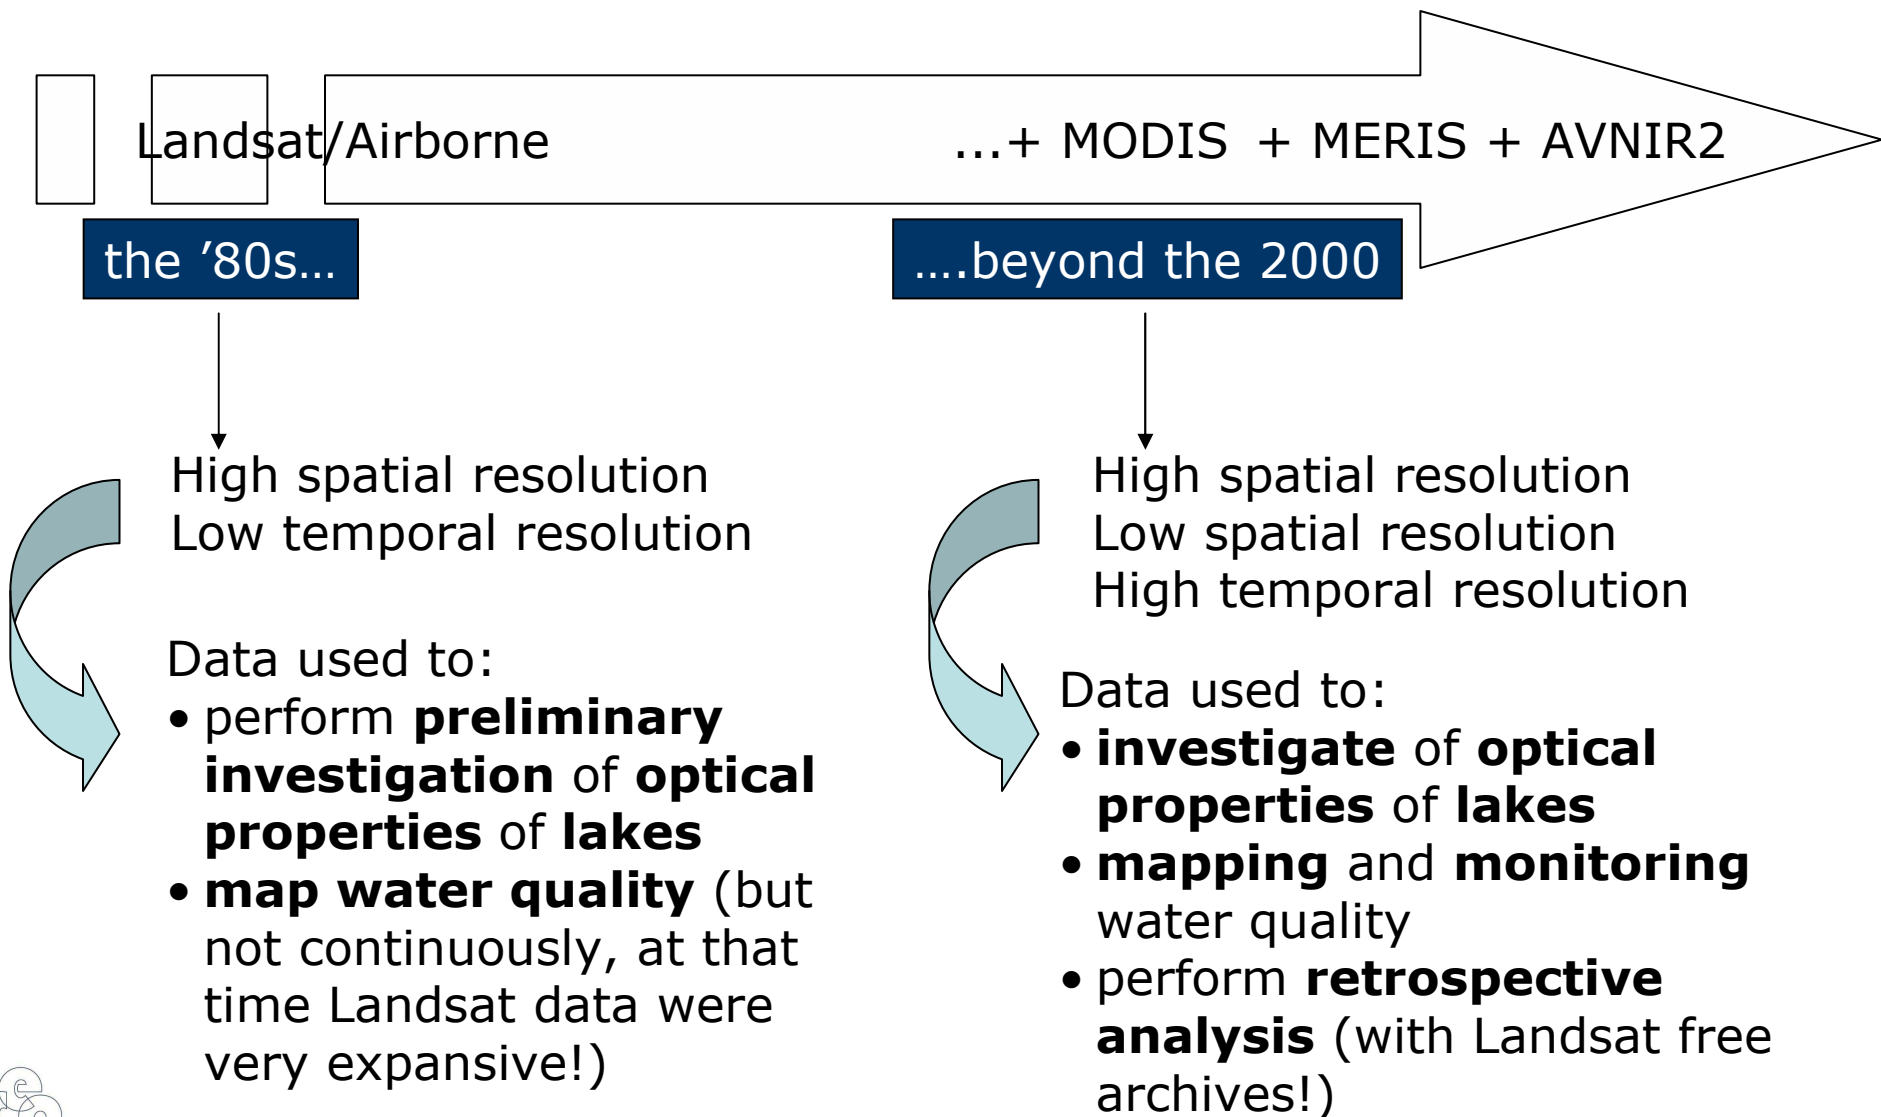 Landsat/Airborne ...+ MODIS + MERIS + AVNIR2
the ’80s…
….beyond the 2000
High spatial resolution
Low temporal resolution
Data used to:
• perform preliminary
investigation of optical
properties of lakes
• map water quality (but
not continuously, at that
time Landsat data were
very expansive!)
High spatial resolution
Low spatial resolution
High temporal resolution
Data used to:
• investigate of optical
properties of lakes
• mapping and monitoring
water quality
• perform retrospective
analysis (with Landsat free
archives!)